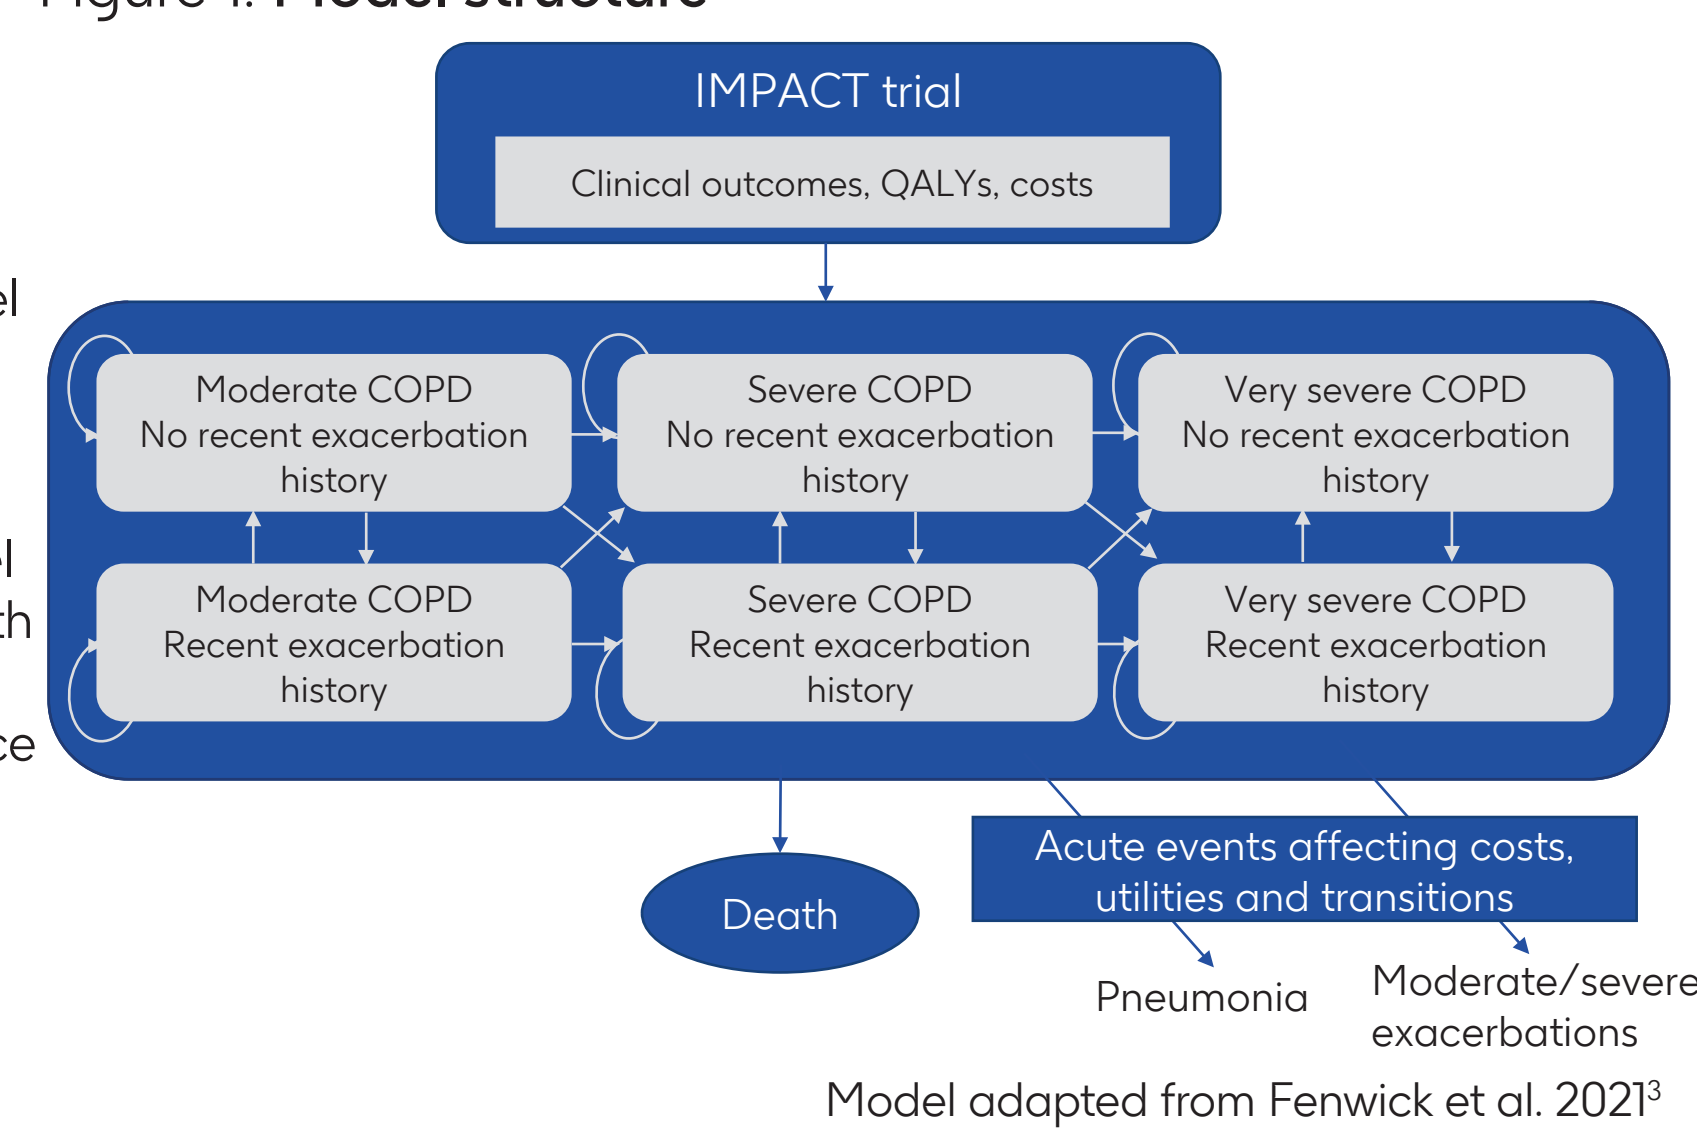 Model structure
IMPACT trial
Clinical outcomes, QALYs, costs
Moderate COPD
No recent exacerbation
history
Severe COPD
No recent exacerbation
history
Very severe COPD
No recent exacerbation
history
Moderate COPD
Recent exacerbation
history
Severe COPD
Recent exacerbation
history
Very severe COPD
Recent exacerbation
history
Death
Acute events affecting costs,
utilities and transitions
Pneumonia
Moderate/severe
exacerbations
Model adapted from Fenwick et al. 2021³